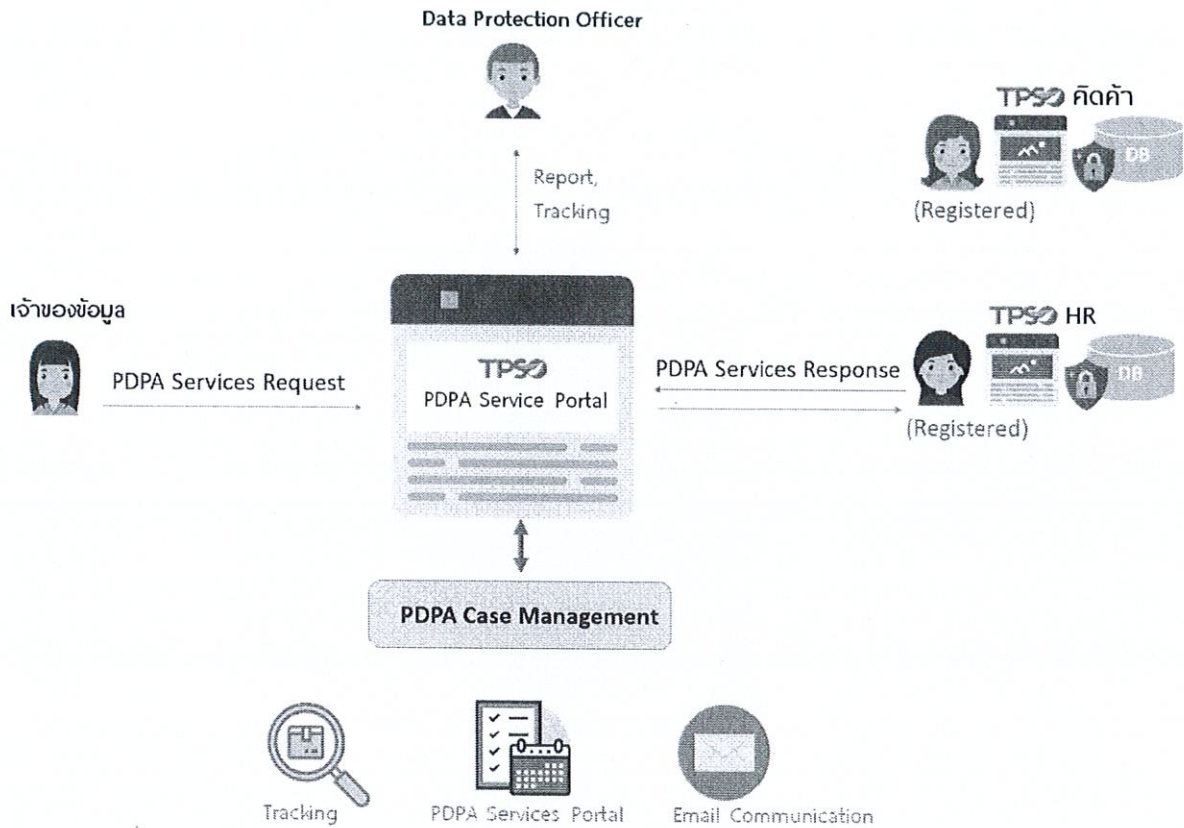 Data Protection Officer
TPSO คิดค้า
DB
(Registered)
Report,
Tracking
เจ้าของข้อมูล
PDPA Services Request
TPSO
PDPA Service Portal
PDPA Services Response
TPSO HR
DB
(Registered)
PDPA Case Management
Tracking
PDPA Services Portal
Email Communication